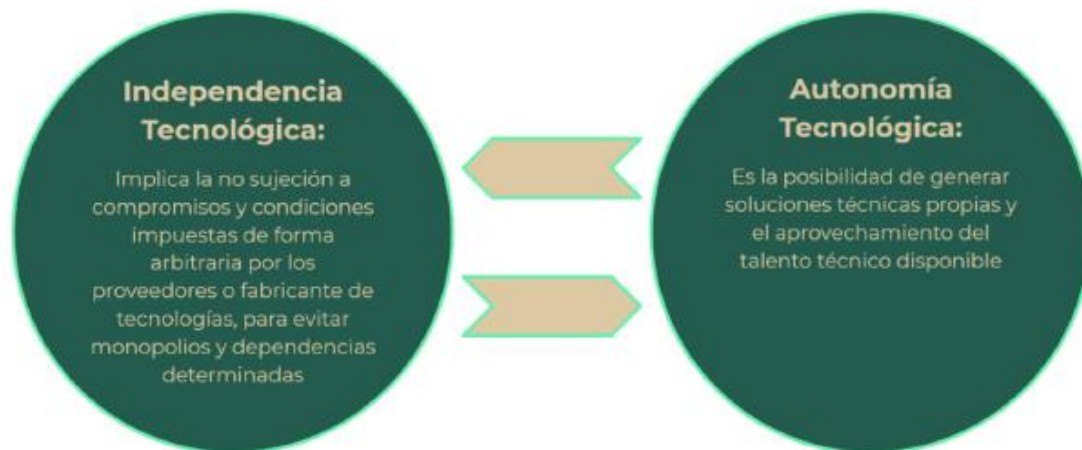 Independencia
Tecnológica:
Implica la no sujeción a
compromisos y condiciones
impuestas de forma
arbitraria por los
proveedores o fabricante de
tecnologías, para evitar
monopolios y dependencias
determinadas
Autonomía
Tecnológica:
Es la posibilidad de generar
soluciones técnicas propias y
el aprovechamiento del
talento técnico disponible